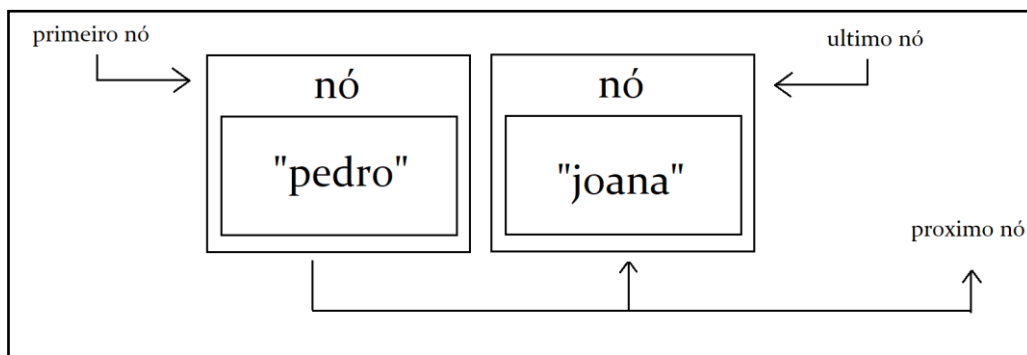 primeiro nó
ultimo nó
nó
nó
"pedro"
"joana"
proximo nó